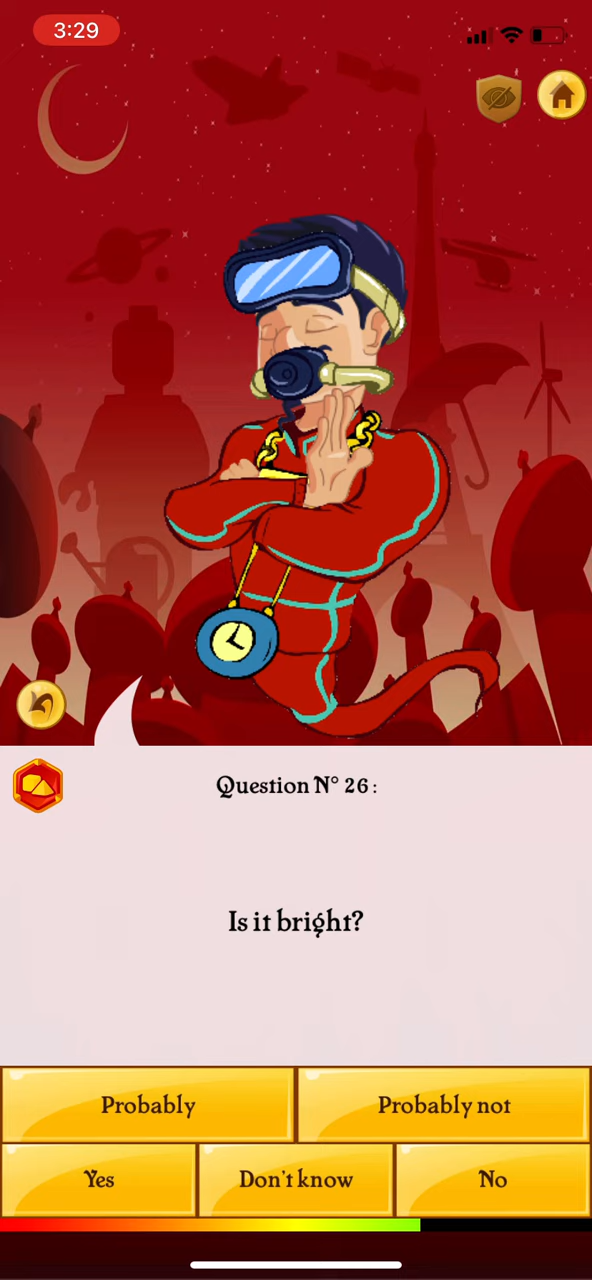 3:29
Question N° 26 :
Is it bright?
Probably
Probably not
Yes
Don't know
No